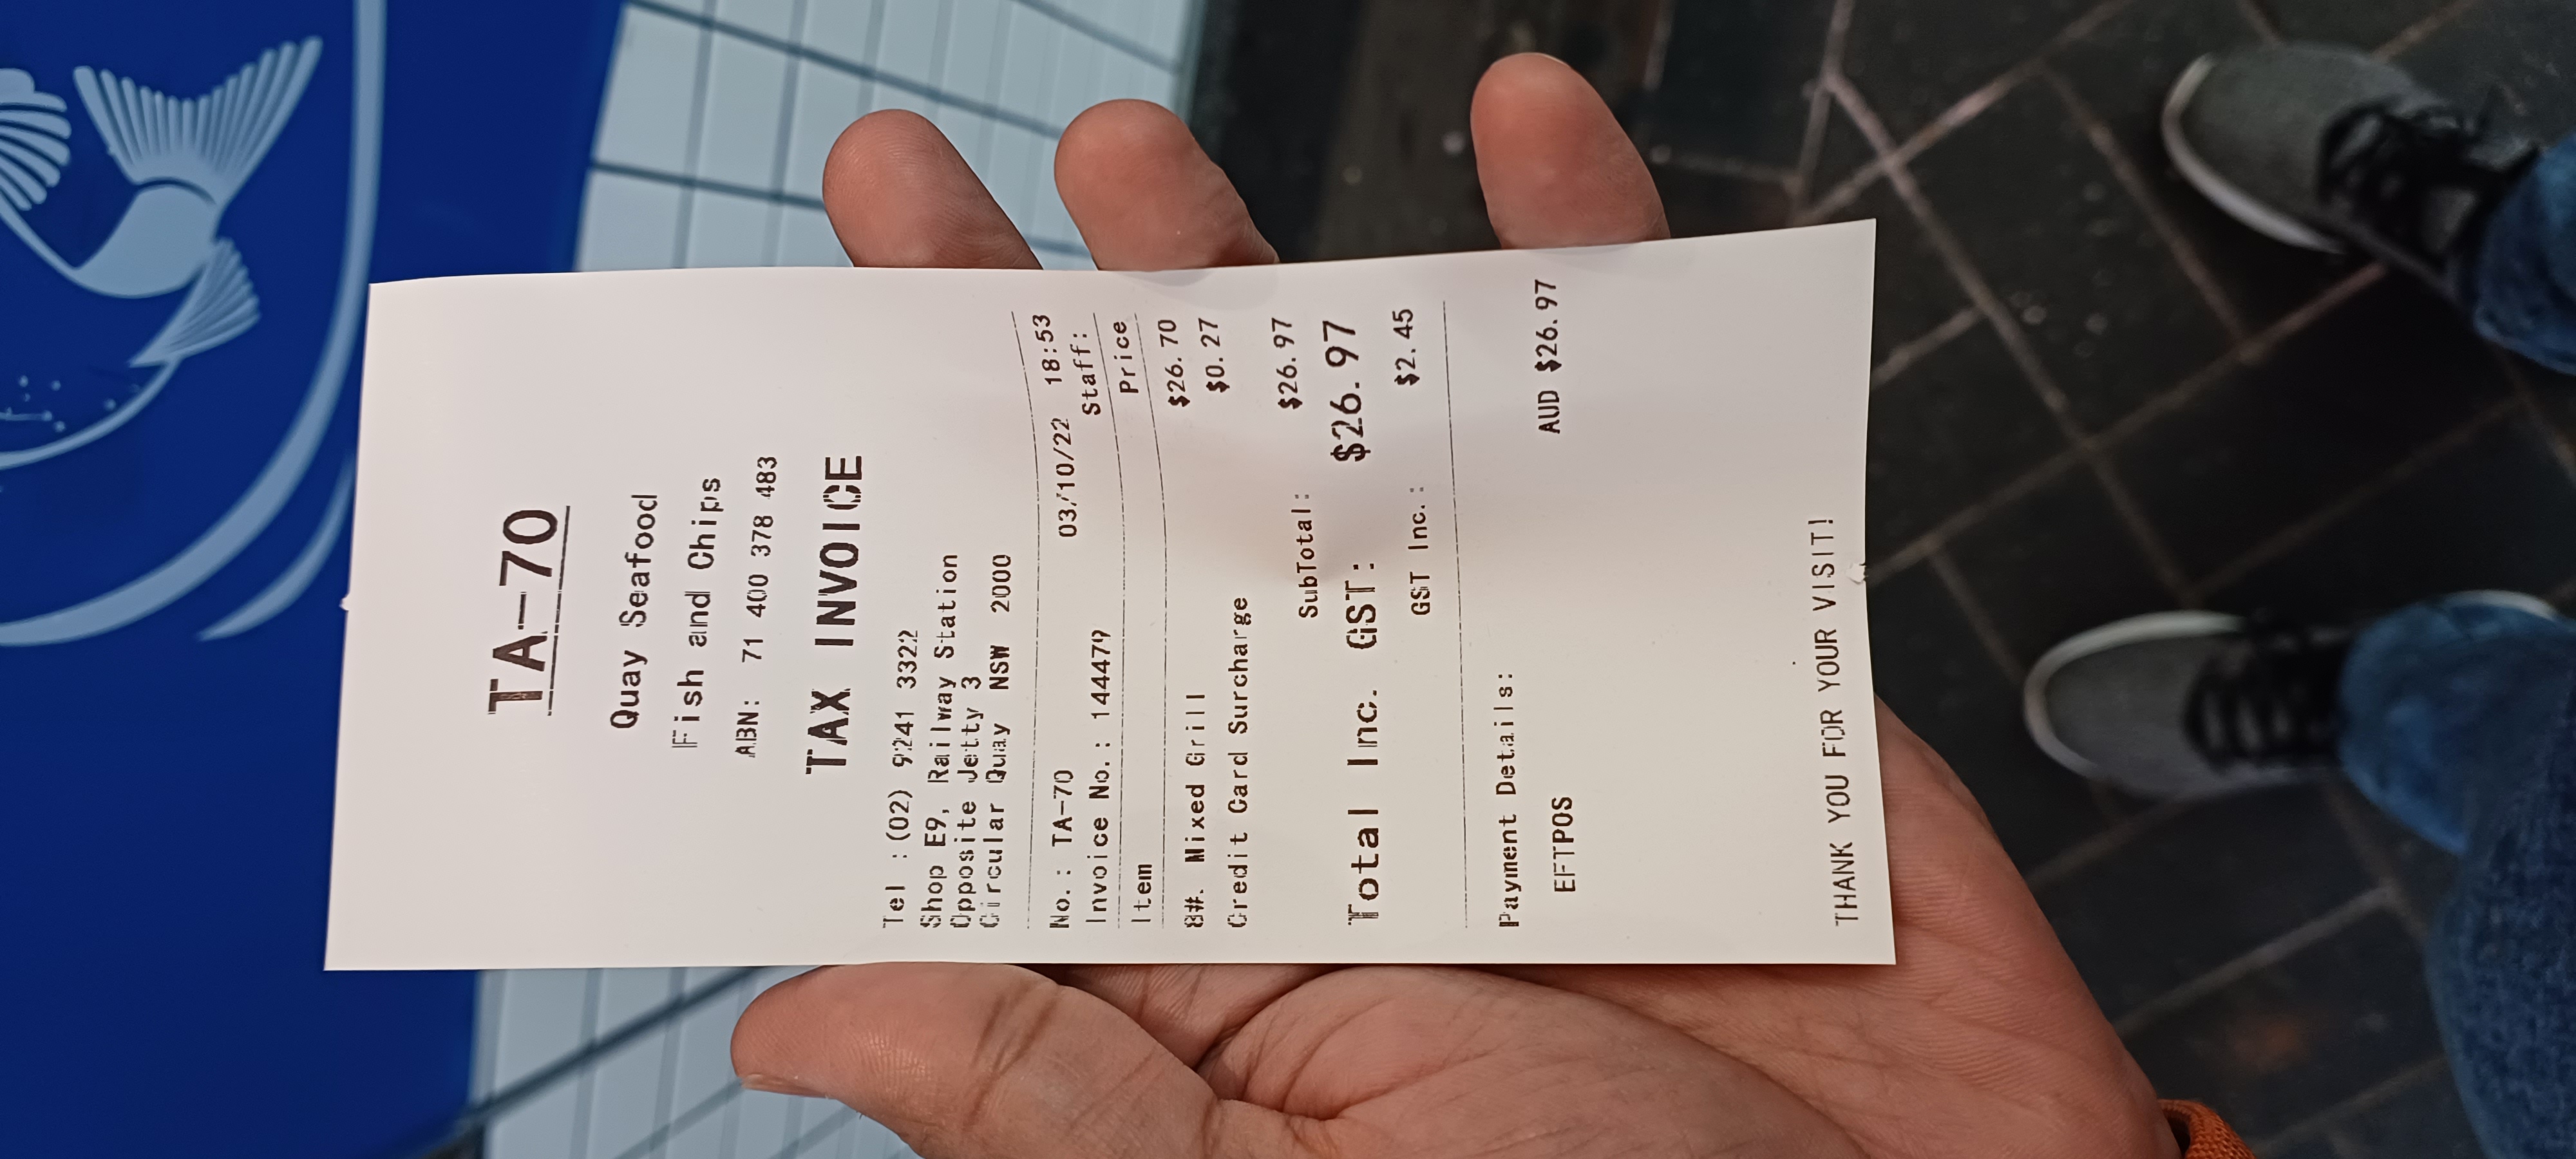 TA-70
Quay Seafood
Fish and Chips
ABN: 71 400 378 483
TAX INVOICE
Tel :(02) 9241 3322
Shop E9, Railway Station
Opposite Jetty 3
Circular Quay NSW 2000
No.: TA-70 03/10/22 18:53
Invoice No.: 144479 Staff:
Item Price
8#. Mixed Grill $26.70
Credit Card Surcharge $0.27
SubTotal: $26.97
Total Inc. GST: $26.97
GST Inc.: $2.45
Payment Details:
EFTPOS AUD $26.97
THANK YOU FOR YOUR VISIT!